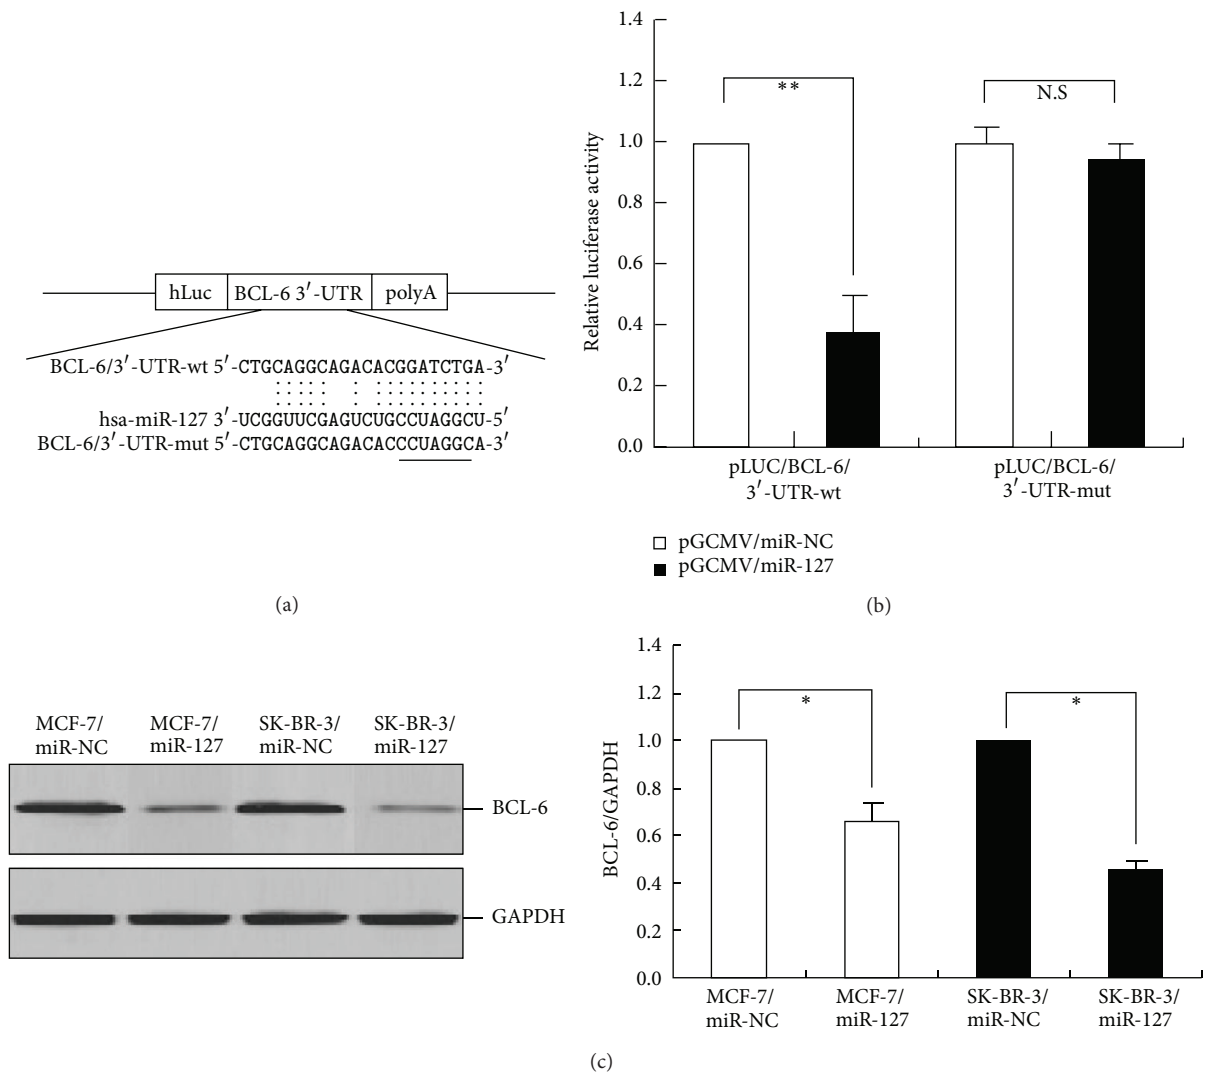 hLuc BCL-6 3′-UTR polyA
BCL-6/3′-UTR-wt 5′-CTGCAGGCAGACACGGATCTGA-3′
hsa-miR-127 3′-UCGGUUCGAGUCUGCCUAGGCU-5′
BCL-6/3′-UTR-mut 5′-CTGCAGGCAGACACCCUAGGCA-3′
(a)
1.4
1.2
1.0
0.8
0.6
0.4
0.2
0.0
Relative luciferase activity
**
N.S
pLUC/BCL-6/
3′-UTR-wt
pLUC/BCL-6/
3′-UTR-mut
pGCMV/miR-NC
pGCMV/miR-127
(b)
MCF-7/
miR-NC
MCF-7/
miR-127
SK-BR-3/
miR-NC
SK-BR-3/
miR-127
BCL-6
GAPDH
1.4
1.2
1.0
0.8
0.6
0.4
0.2
0.0
BCL-6/GAPDH
*
*
MCF-7/
miR-NC
MCF-7/
miR-127
SK-BR-3/
miR-NC
SK-BR-3/
miR-127
(c)